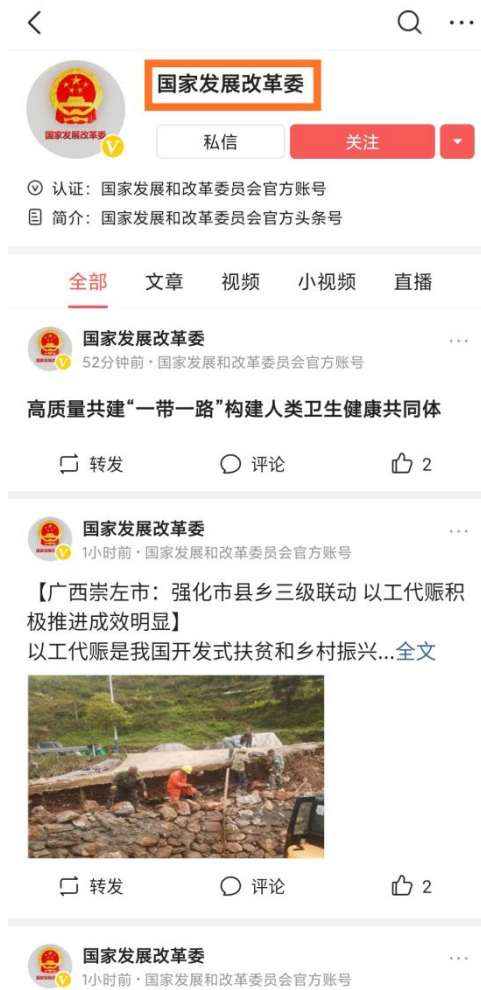 国家发展改革委
国家发展改革委
私信
关注
认证：国家发展和改革委员会官方账号
简介：国家发展和改革委员会官方头条号
全部 文章 视频 小视频 直播
国家发展改革委
52分钟前·国家发展和改革委员会官方账号
高质量共建“一带一路”构建人类卫生健康共同体
转发 评论 2
国家发展改革委
1小时前·国家发展和改革委员会官方账号
【广西崇左市：强化市县乡三级联动 以工代赈积
极推进成效明显】
以工代赈是我国开发式扶贫和乡村振兴...全文
转发 评论 2
国家发展改革委
1小时前·国家发展和改革委员会官方账号